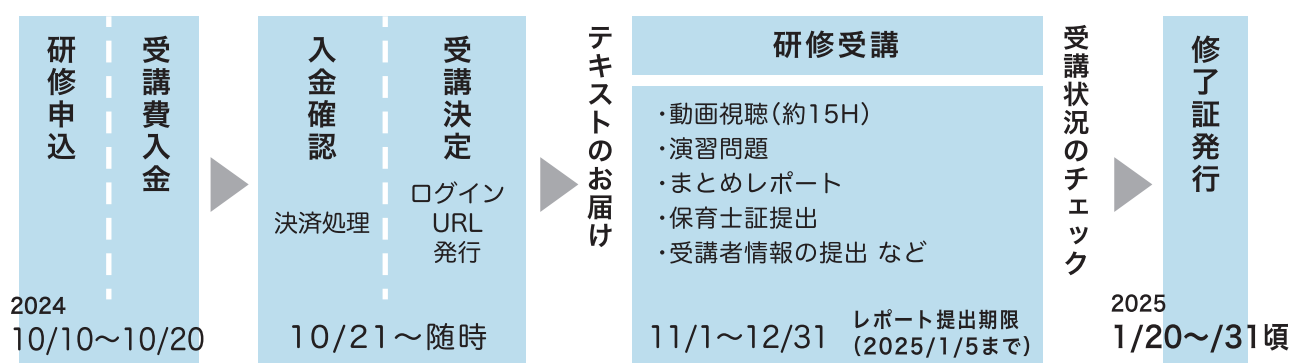 研修申込
受講費入金
2024
10/10～10/20
入金確認
決済処理
受講決定
ログイン
URL
発行
10/21～随時
テキストのお届け
研修受講
・動画視聴（約15H）
・演習問題
・まとめレポート
・保育士証提出
・受講者情報の提出 など
11/1～12/31
レポート提出期限
（2025/1/5まで）
受講状況のチェック
修了証発行
2025
1/20～/31頃